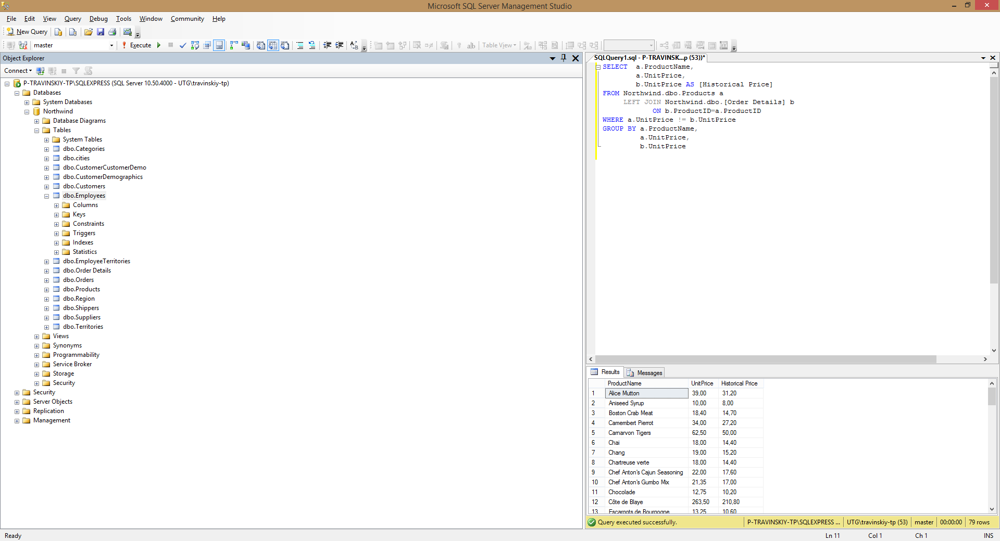 Microsoft SQL Server Management Studio
File Edit View Query Debug Tools Window Community Help
New Query
master Execute Table View
Object Explorer
Connect
P-TRAVINSKIY-TP\SQLEXPRESS (SQL Server 10.50.4000 - UTG\travinskiy-tp)
Databases
System Databases
Northwind
Database Diagrams
Tables
System Tables
dbo.Categories
dbo.cities
dbo.CustomerCustomerDemo
dbo.CustomerDemographics
dbo.Customers
dbo.Employees
Columns
Keys
Constraints
Triggers
Indexes
Statistics
dbo.EmployeeTerritories
dbo.Order Details
dbo.Orders
dbo.Products
dbo.Region
dbo.Shippers
dbo.Suppliers
dbo.Territories
Views
Synonyms
Programmability
Service Broker
Storage
Security
Security
Server Objects
Replication
Management
SQLQuery1.sql - P-TRAVINSK...p (53))*
SELECT a.ProductName,
a.UnitPrice,
b.UnitPrice AS [Historical Price]
FROM Northwind.dbo.Products a
LEFT JOIN Northwind.dbo.[Order Details] b
ON b.ProductID=a.ProductID
WHERE a.UnitPrice != b.UnitPrice
GROUP BY a.ProductName,
a.UnitPrice,
b.UnitPrice
Results Messages
ProductName UnitPrice Historical Price
1 Alice Mutton 39,00 31,20
2 Aniseed Syrup 10,00 8,00
3 Boston Crab Meat 18,40 14,70
4 Camembert Pierrot 34,00 27,20
5 Carnarvon Tigers 62,50 50,00
6 Chai 18,00 14,40
7 Chang 19,00 15,20
8 Chartreuse verte 18,00 14,40
9 Chef Anton's Cajun Seasoning 22,00 17,60
10 Chef Anton's Gumbo Mix 21,35 17,00
11 Chocolade 12,75 10,20
12 Côte de Blaye 263,50 210,80
13 Escargots de Bourgogne 13,25 10,60
Query executed successfully. P-TRAVINSKIY-TP\SQLEXPRESS ... UTG\travinskiy-tp (53) master 00:00:00 79 rows
Ready Ln 11 Col 1 Ch 1 INS